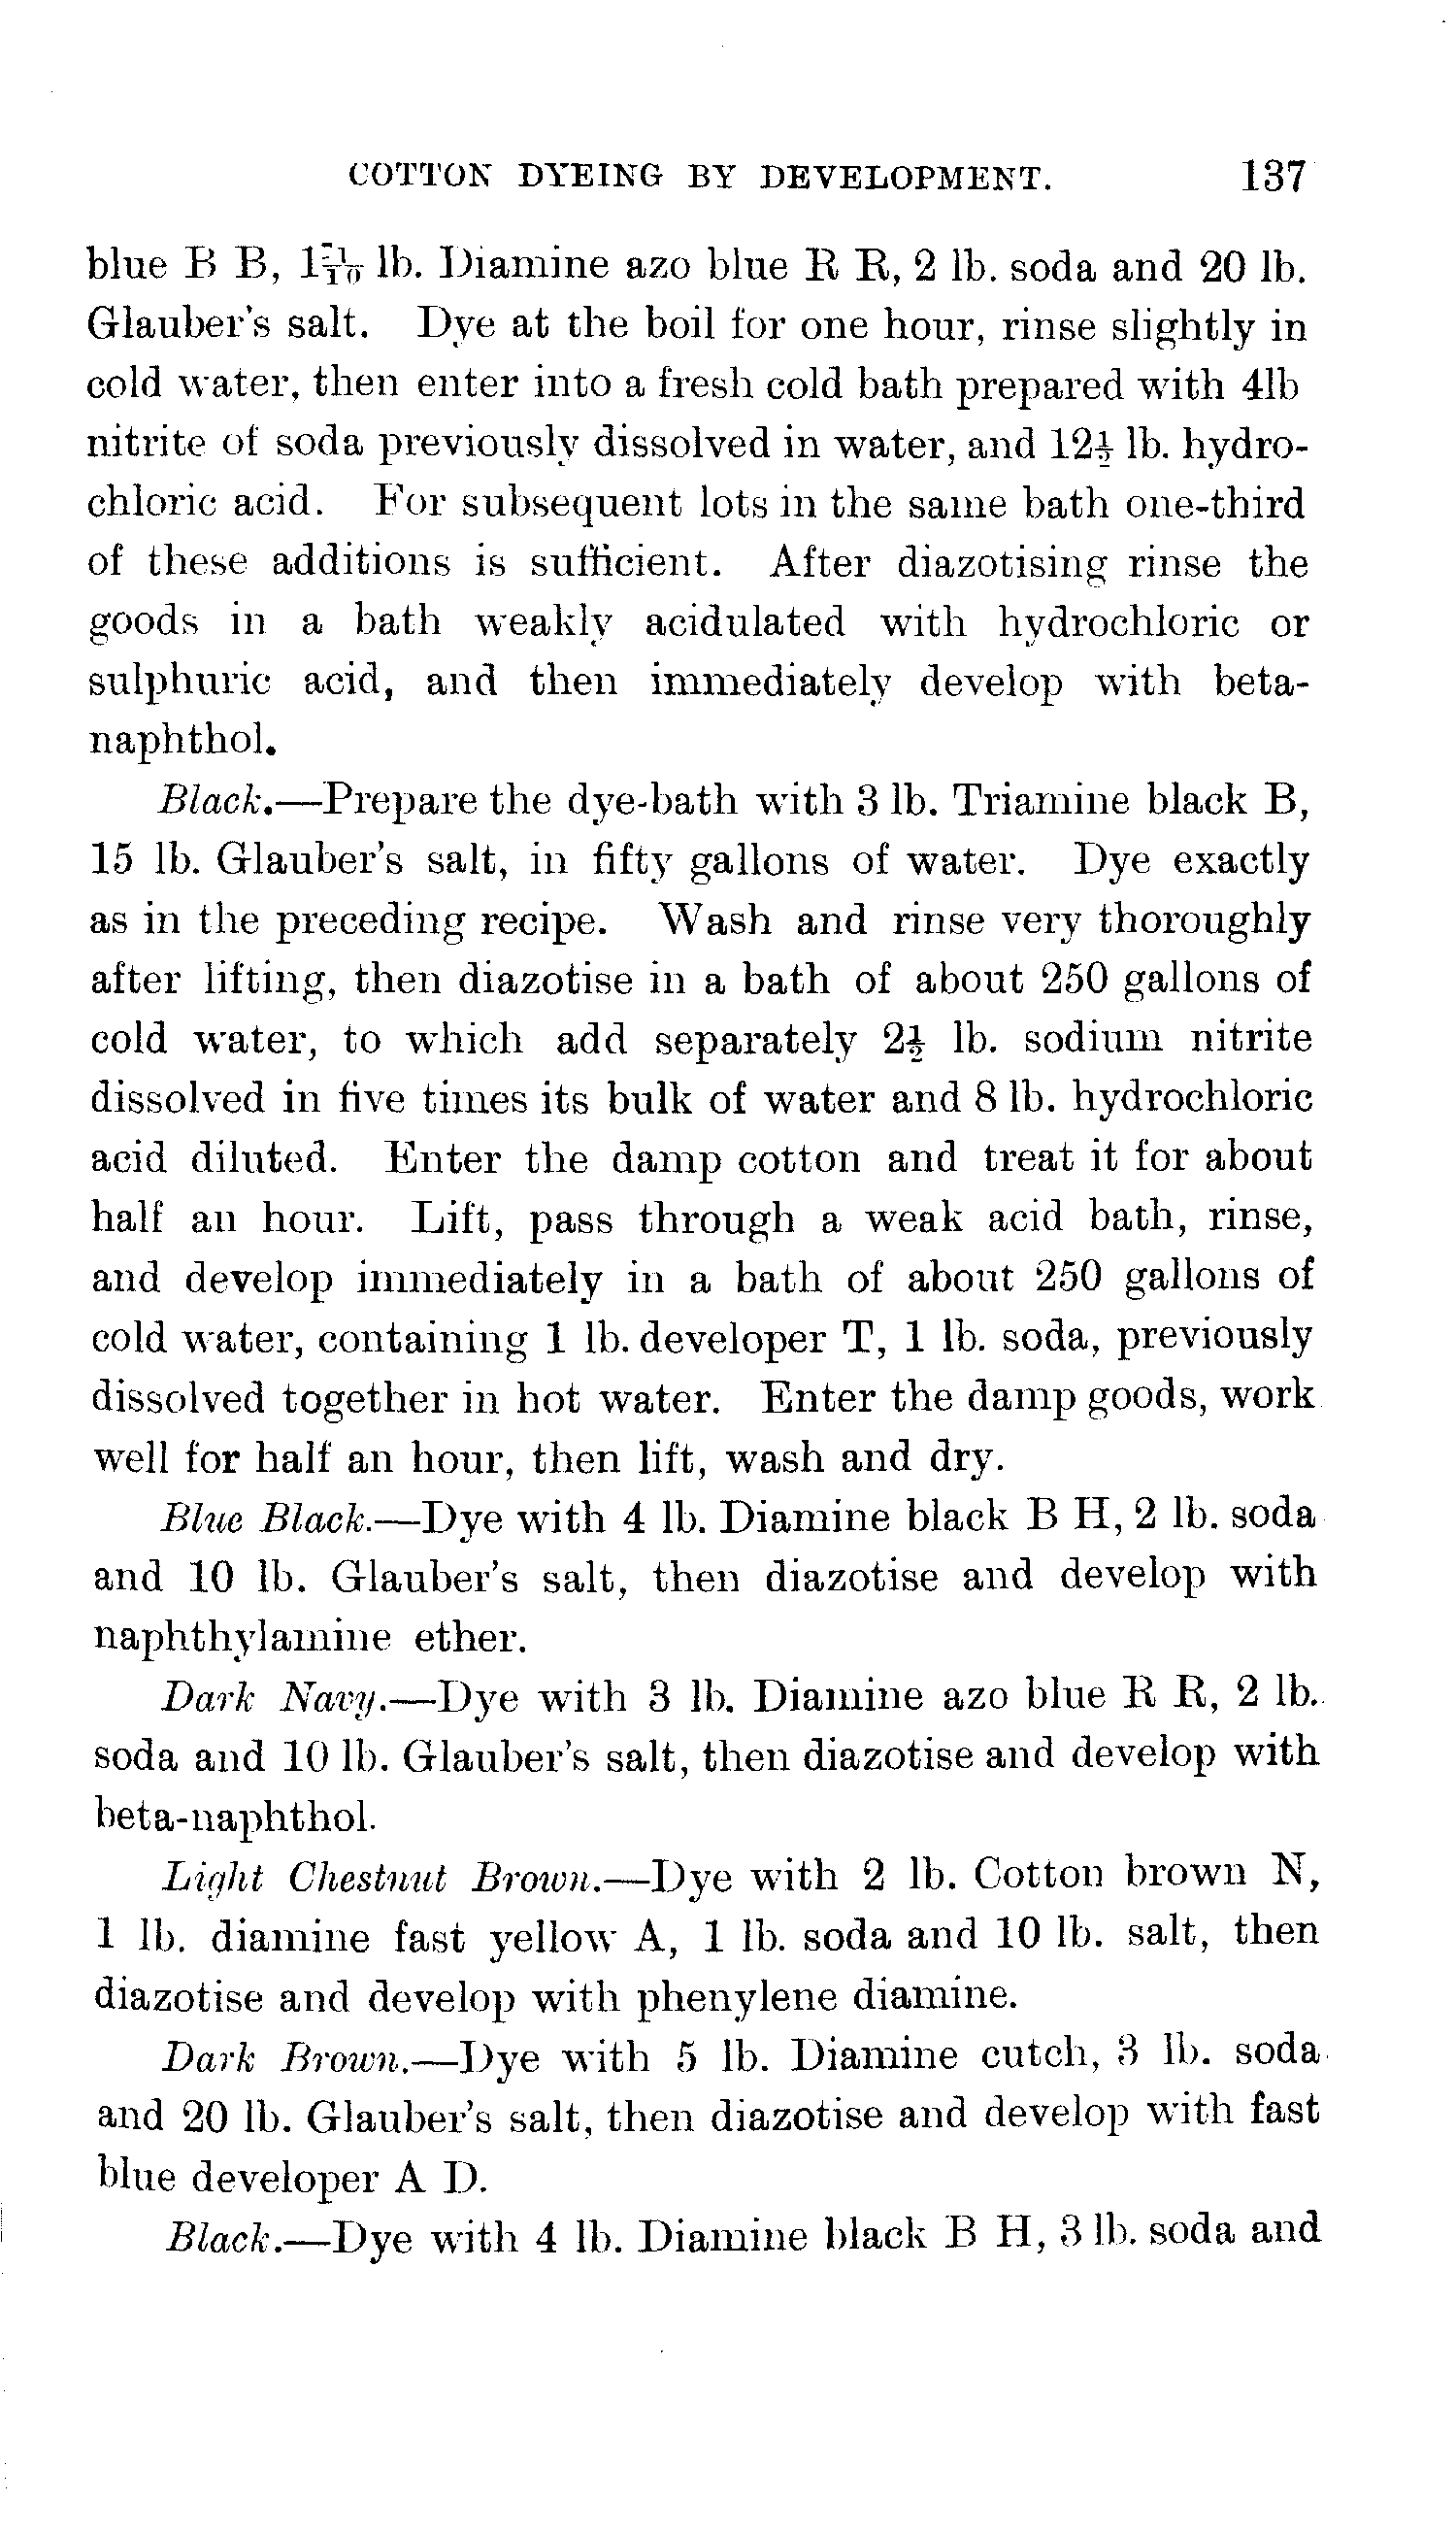 COTTON DYEING BY DEVELOPMENT. 137
blue B B, lb. Diamine azo blue R R, 2 lb. soda and 20 lb.
Glauber's salt. Dye at the boil for one hour, rinse slightly in
cold water, then enter into a fresh cold bath prepared with 4lb
nitrite of soda previously dissolved in water, and 12½ lb. hydro-
chloric acid. For subsequent lots in the same bath one-third
of these additions is sufficient. After diazotising rinse the
goods in a bath weakly acidulated with hydrochloric or
sulphuric acid, and then immediately develop with beta-
naphthol.
Black.—Prepare the dye-bath with 3 lb. Triamine black B,
15 lb. Glauber's salt, in fifty gallons of water. Dye exactly
as in the preceding recipe. Wash and rinse very thoroughly
after lifting, then diazotise in a bath of about 250 gallons of
cold water, to which add separately 2½ lb. sodium nitrite
dissolved in five times its bulk of water and 8 lb. hydrochloric
acid diluted. Enter the damp cotton and treat it for about
half an hour. Lift, pass through a weak acid bath, rinse,
and develop immediately in a bath of about 250 gallons of
cold water, containing 1 lb. developer T, 1 lb. soda, previously
dissolved together in hot water. Enter the damp goods, work
well for half an hour, then lift, wash and dry.
Blue Black.—Dye with 4 lb. Diamine black B H, 2 lb. soda
and 10 lb. Glauber's salt, then diazotise and develop with
naphthylamine ether.
Dark Navy.—Dye with 3 lb. Diamine azo blue R R, 2 lb.
soda and 10 lb. Glauber's salt, then diazotise and develop with
beta-naphthol.
Light Chestnut Brown.—Dye with 2 lb. Cotton brown N,
1 lb. diamine fast yellow A, 1 lb. soda and 10 lb. salt, then
diazotise and develop with phenylene diamine.
Dark Brown.—Dye with 5 lb. Diamine cutch, 3 lb. soda
and 20 lb. Glauber's salt, then diazotise and develop with fast
blue developer A D.
Black.—Dye with 4 lb. Diamine black B H, 3 lb. soda and